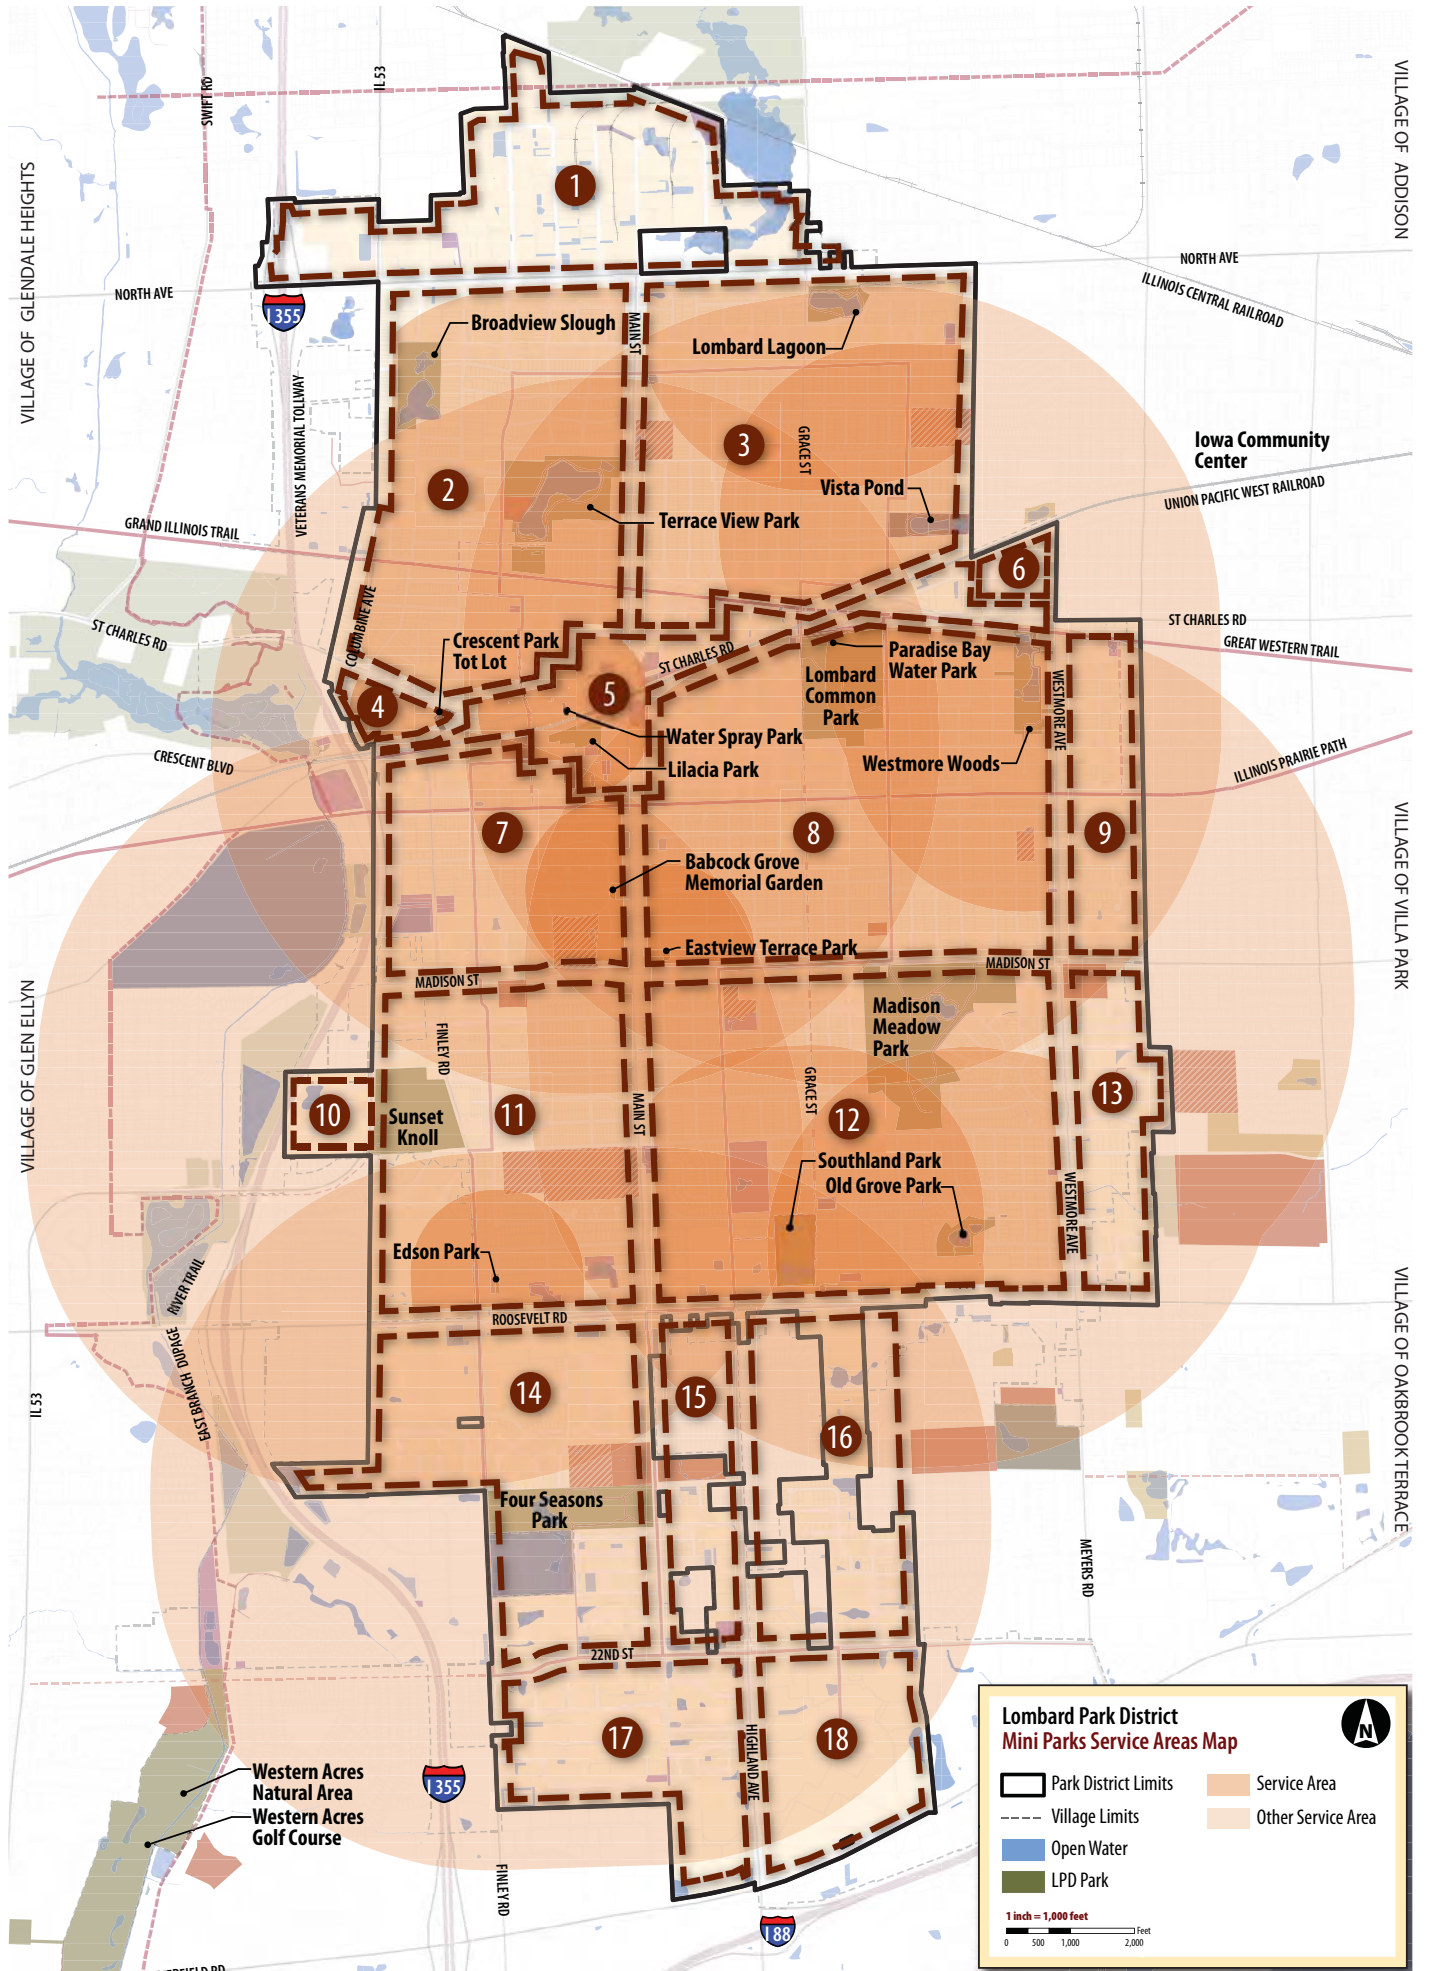 SWIFT RD
IL 53
VILLAGE OF ADDISON
VILLAGE OF GLENDALE HEIGHTS
1
NORTH AVE
ILLINOIS CENTRAL RAILROAD
NORTH AVE
I 355
VETERANS MEMORIAL TOLLWAY
Broadview Slough
MAIN ST
Lombard Lagoon
3
GRACE ST
Iowa Community
Center
UNION PACIFIC WEST RAILROAD
2
Vista Pond
Terrace View Park
GRAND ILLINOIS TRAIL
6
COLUMBINE AVE
ST CHARLES RD
ST CHARLES RD
GREAT WESTERN TRAIL
Crescent Park
Tot Lot
ST CHARLES RD
Paradise Bay
Water Park
Lombard
Common
Park
WESTMORE AVE
5
4
Water Spray Park
Lilacia Park
Westmore Woods
CRESCENT BLVD
ILLINOIS PRAIRIE PATH
7
8
9
VILLAGE OF VILLA PARK
Babcock Grove
Memorial Garden
Eastview Terrace Park
MADISON ST
MADISON ST
VILLAGE OF GLEN ELLYN
Madison
Meadow
Park
FINLEY RD
MAIN ST
GRACE ST
10
Sunset
Knoll
11
12
13
Southland Park
Old Grove Park
WESTMORE AVE
Edson Park
EAST BRANCH DUPAGE RIVER TRAIL
ROOSEVELT RD
VILLAGE OF OAKBROOK TERRACE
IL 53
14
15
16
Four Seasons
Park
MEYERS RD
22ND ST
17
18
HIGHLAND AVE
Western Acres
Natural Area
Western Acres
Golf Course
I 355
FINLEY RD
I 88
Lombard Park District
Mini Parks Service Areas Map
N
Park District Limits
Service Area
Village Limits
Other Service Area
Open Water
LPD Park
1 inch = 1,000 feet
Feet
0 500 1,000 2,000